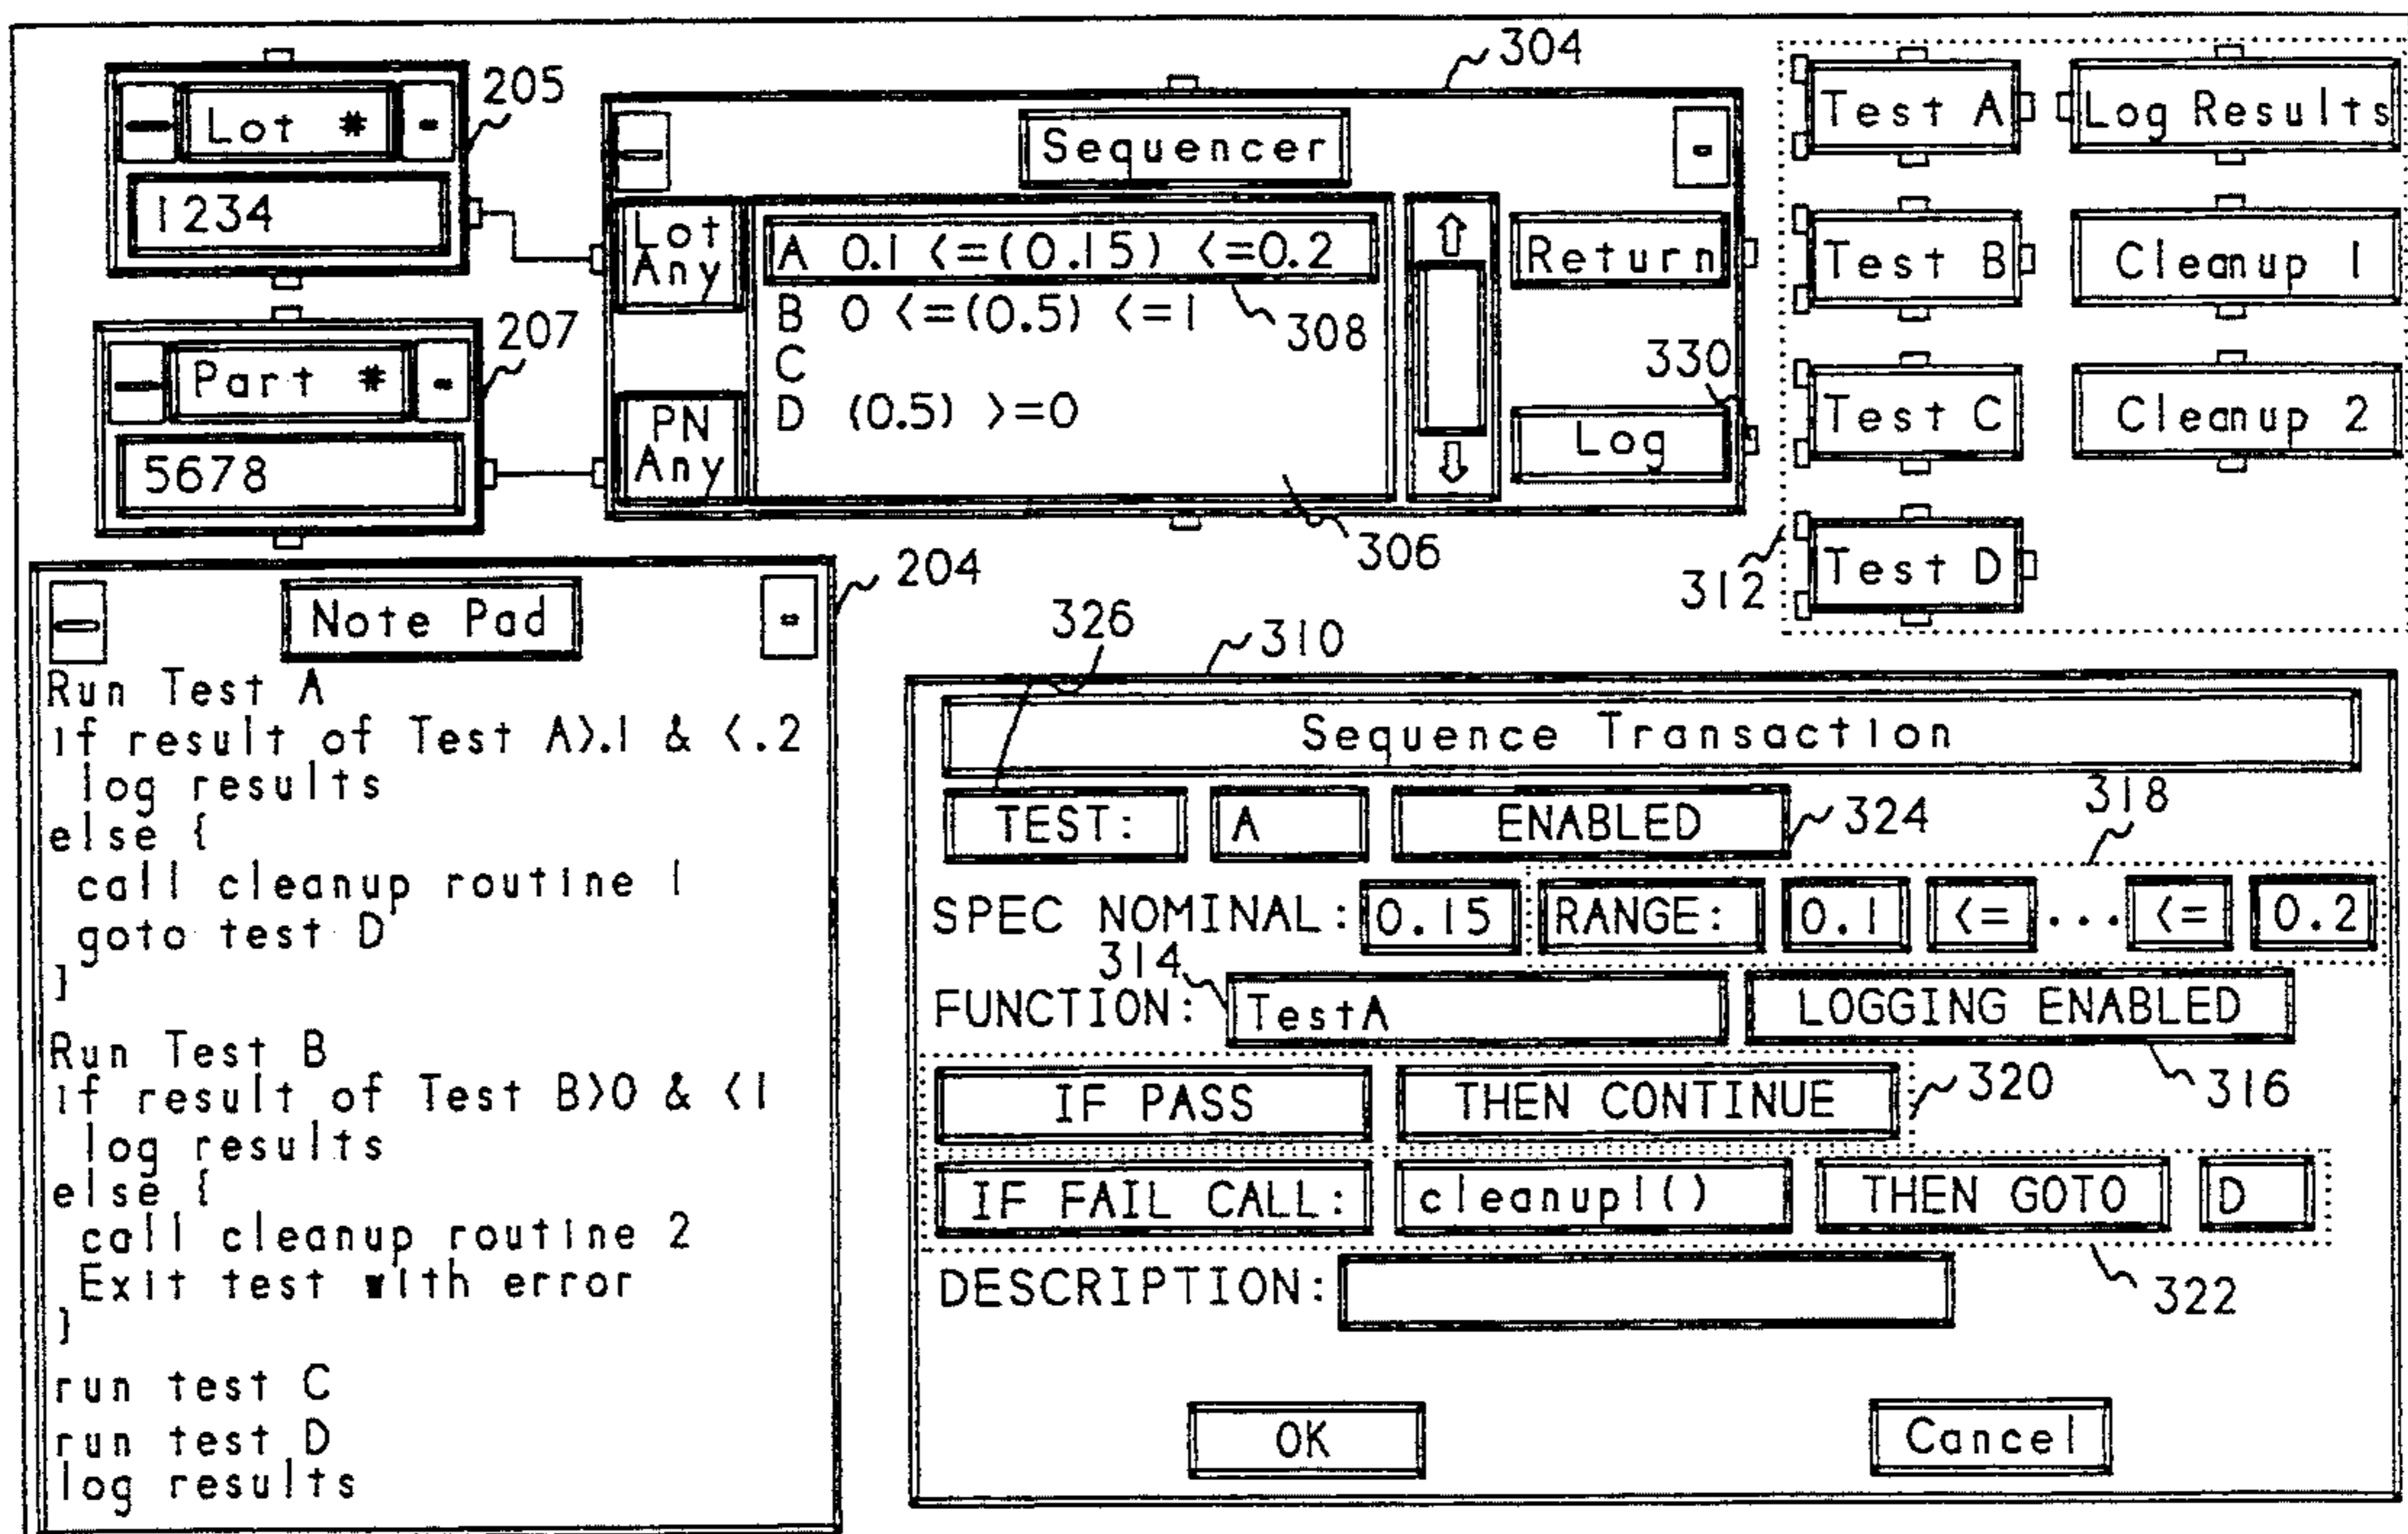 Lot #
205
1234
Part #
207
5678
304
Sequencer
Lot Any
PN Any
A 0.1 <=(0.15) <=0.2
B 0 <=(0.5) <=1
C
D (0.5) >=0
308
306
Return
330
Log
Test A
Log Results
Test B
Cleanup 1
Test C
Cleanup 2
Test D
312
204
Note Pad
Run Test A
If result of Test A>.1 & <.2
log results
else {
call cleanup routine 1
goto test D
}
Run Test B
If result of Test B>0 & <1
log results
else {
call cleanup routine 2
Exit test with error
}
run test C
run test D
log results
326
310
Sequence Transaction
TEST: A ENABLED
324
318
SPEC NOMINAL: 0.15 RANGE: 0.1 <= ... <= 0.2
314
FUNCTION: TestA LOGGING ENABLED
316
IF PASS THEN CONTINUE
320
IF FAIL CALL: cleanup1() THEN GOTO D
322
DESCRIPTION:
OK Cancel